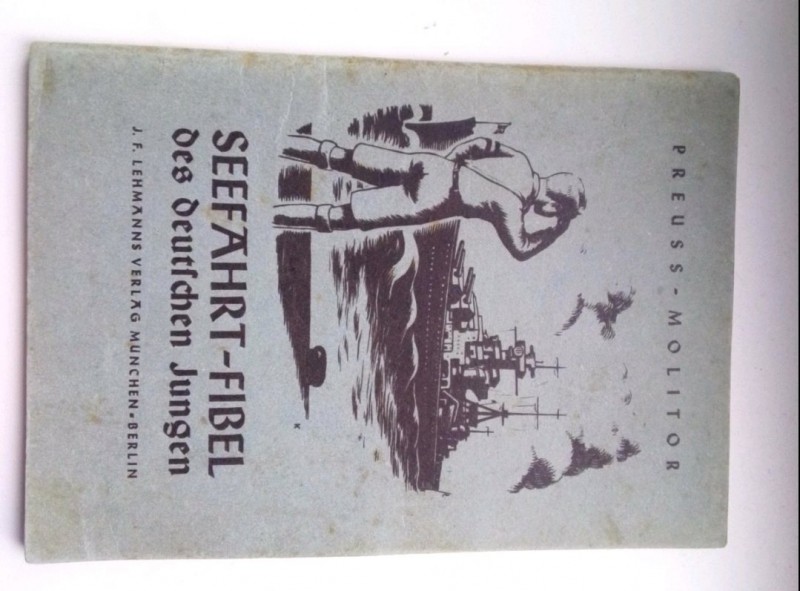 PREUSS-MOLITOR
K
SEEFAHRT-FIBEL
des deutschen Jungen
J. F. LEHMANNS VERLAG MÜNCHEN-BERLIN